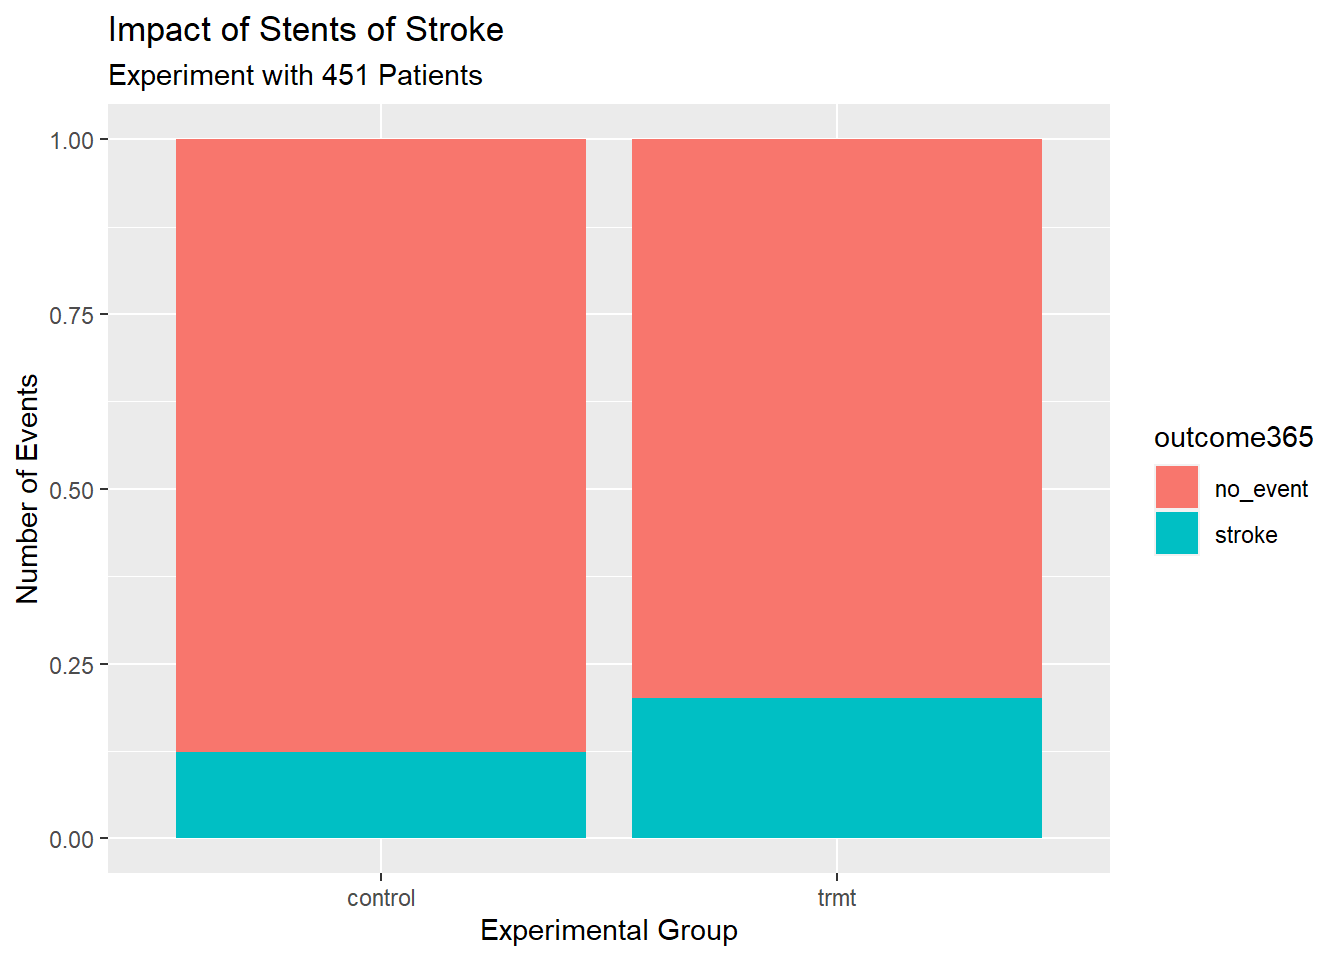 Impact of Stents of Stroke
Experiment with 451 Patients
1.00
0.75
0.50
0.25
0.00
Number of Events
control
trmt
Experimental Group
outcome365
no_event
stroke